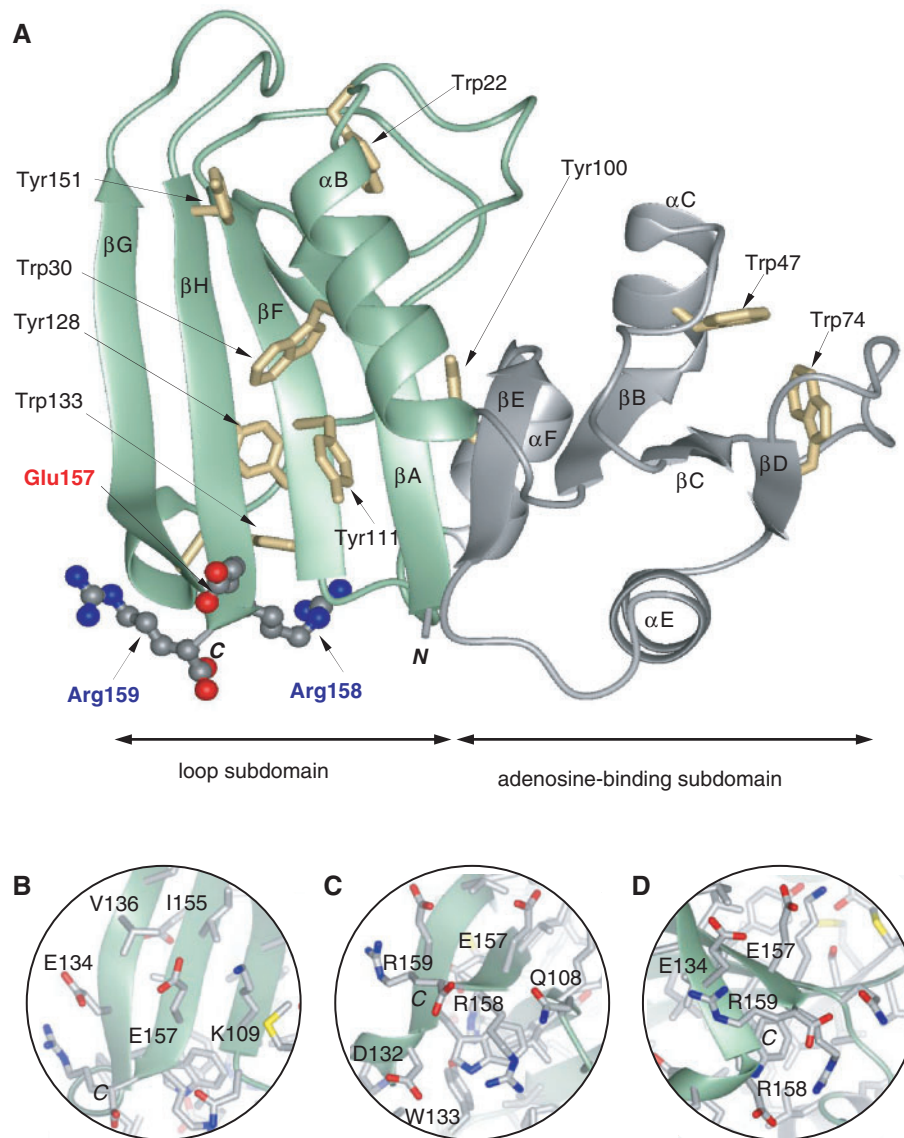 A
Trp22
Tyr151
αB
Tyr100
αC
βG
Trp30
βH
Trp47
Tyr128
βF
Trp74
Trp133
βE
βB
αF
Glu157
βA
βC
βD
Tyr111
αE
C
N
Arg159
Arg158
loop subdomain
adenosine-binding subdomain
B
V136 I155
E134
E157
K109
C
C
E157
R159
C
R158
Q108
D132
W133
D
E157
E134
R159
C
R158